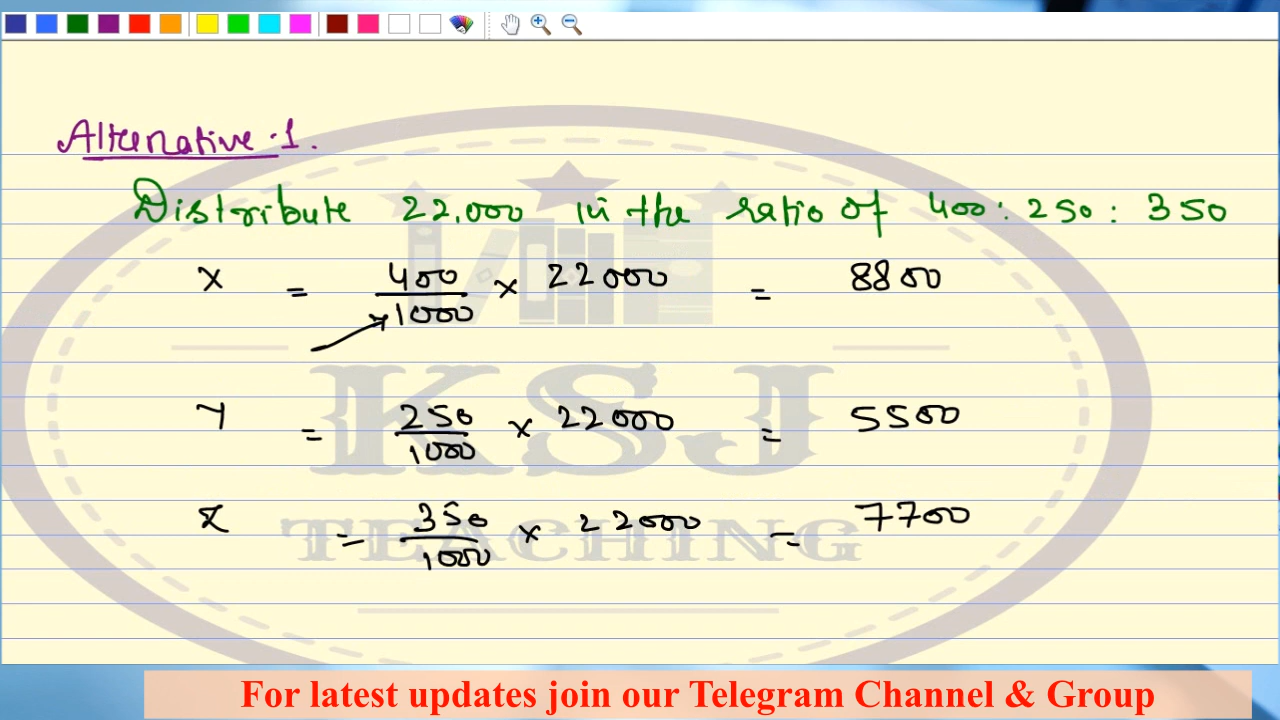 Alternative-1.
Distribute 22,000 in the ratio of 400: 250: 350
X = 400/1000 × 22000 = 8800
Y = 250/1000 × 22000 = 5500
Z = 350/1000 × 22000 = 7700
KSJ
TEACHING
For latest updates join our Telegram Channel & Group